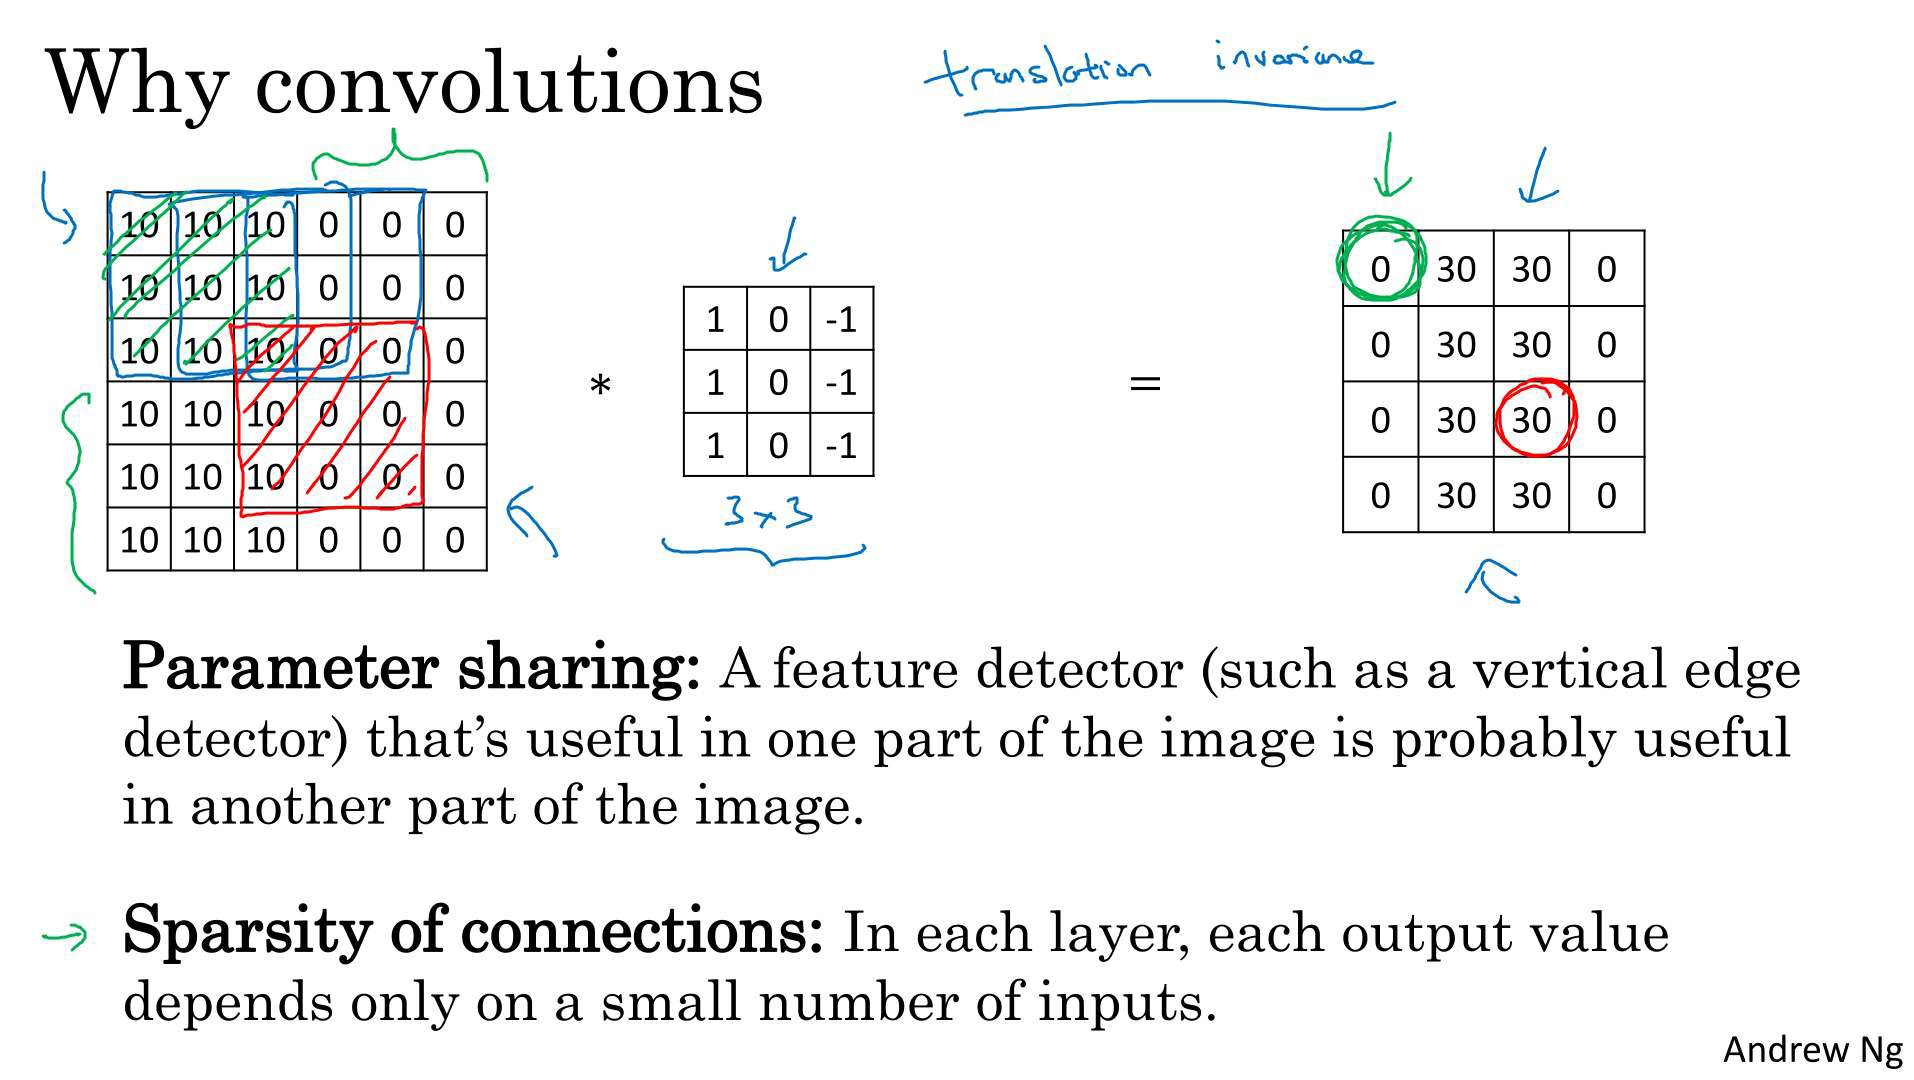 Why convolutions
translation invariance
10 10 10 0 0 0
10 10 10 0 0 0
10 10 10 0 0 0
10 10 10 0 0 0
10 10 10 0 0 0
10 10 10 0 0 0
*
1 0 -1
1 0 -1
1 0 -1
3 x 3
=
0 30 30 0
0 30 30 0
0 30 30 0
0 30 30 0
Parameter sharing: A feature detector (such as a vertical edge
detector) that’s useful in one part of the image is probably useful
in another part of the image.
Sparsity of connections: In each layer, each output value
depends only on a small number of inputs.
Andrew Ng